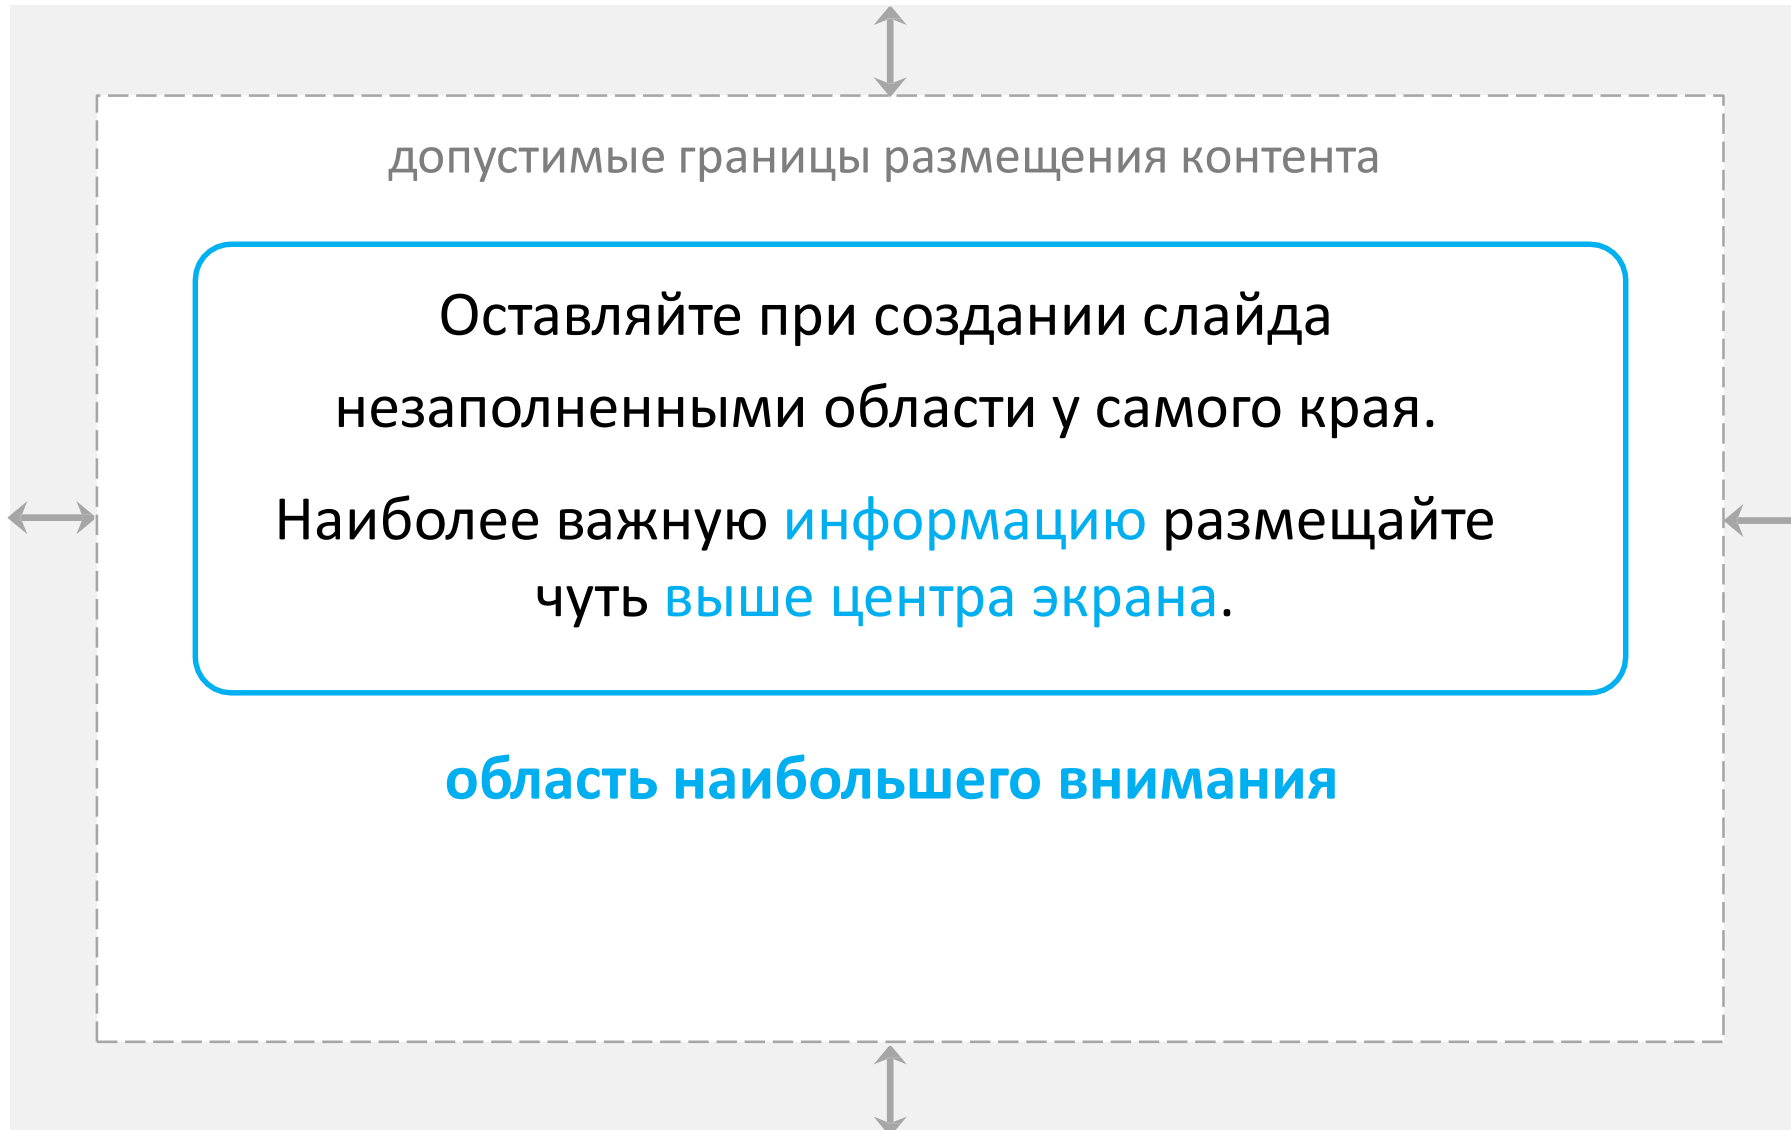 допустимые границы размещения контента
Оставляйте при создании слайда
незаполненными области у самого края.
Наиболее важную информацию размещайте
чуть выше центра экрана.
область наибольшего внимания